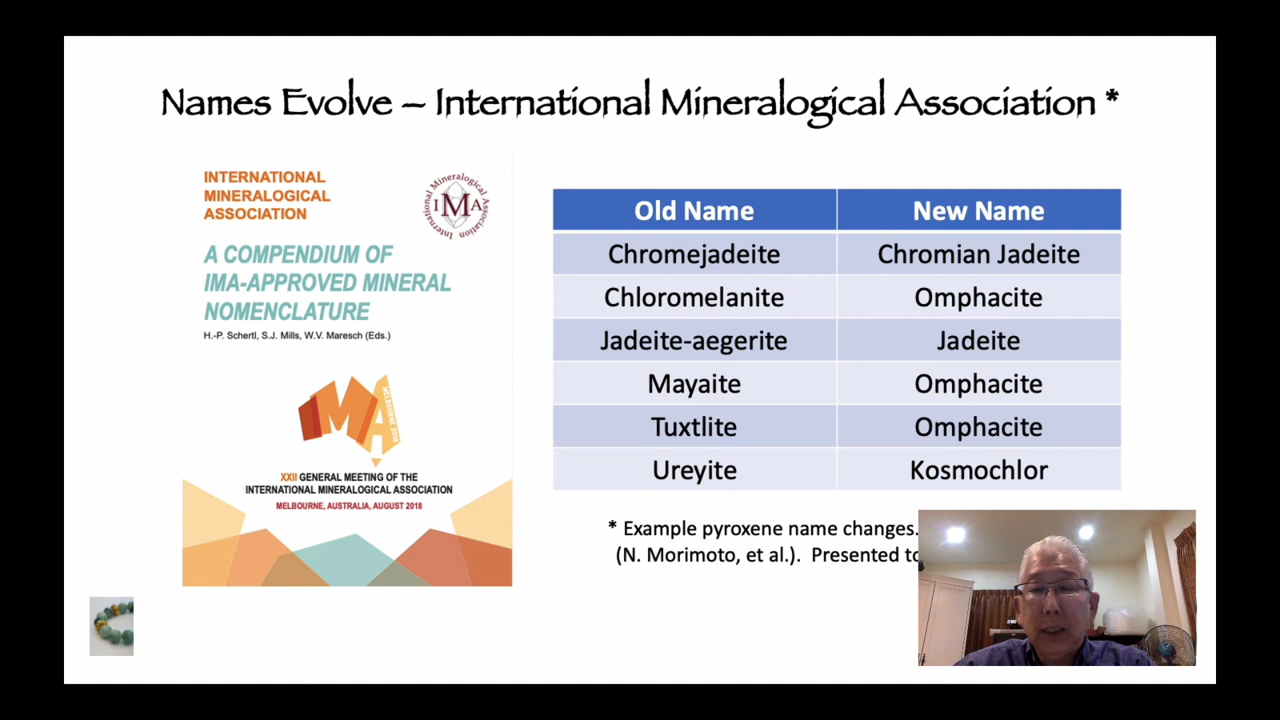 Names Evolve – International Mineralogical Association *
INTERNATIONAL
MINERALOGICAL
ASSOCIATION
International Mineralogical Association
IMA
A COMPENDIUM OF
IMA-APPROVED MINERAL
NOMENCLATURE
H.-P. Schertl, S.J. Mills, W.V. Maresch (Eds.)
IMA
MELBOURNE 2018
XXII GENERAL MEETING OF THE
INTERNATIONAL MINERALOGICAL ASSOCIATION
MELBOURNE, AUSTRALIA, AUGUST 2018
Old Name New Name
Chromejadeite Chromian Jadeite
Chloromelanite Omphacite
Jadeite-aegerite Jadeite
Mayaite Omphacite
Tuxtlite Omphacite
Ureyite Kosmochlor
* Example pyroxene name changes.
(N. Morimoto, et al.). Presented